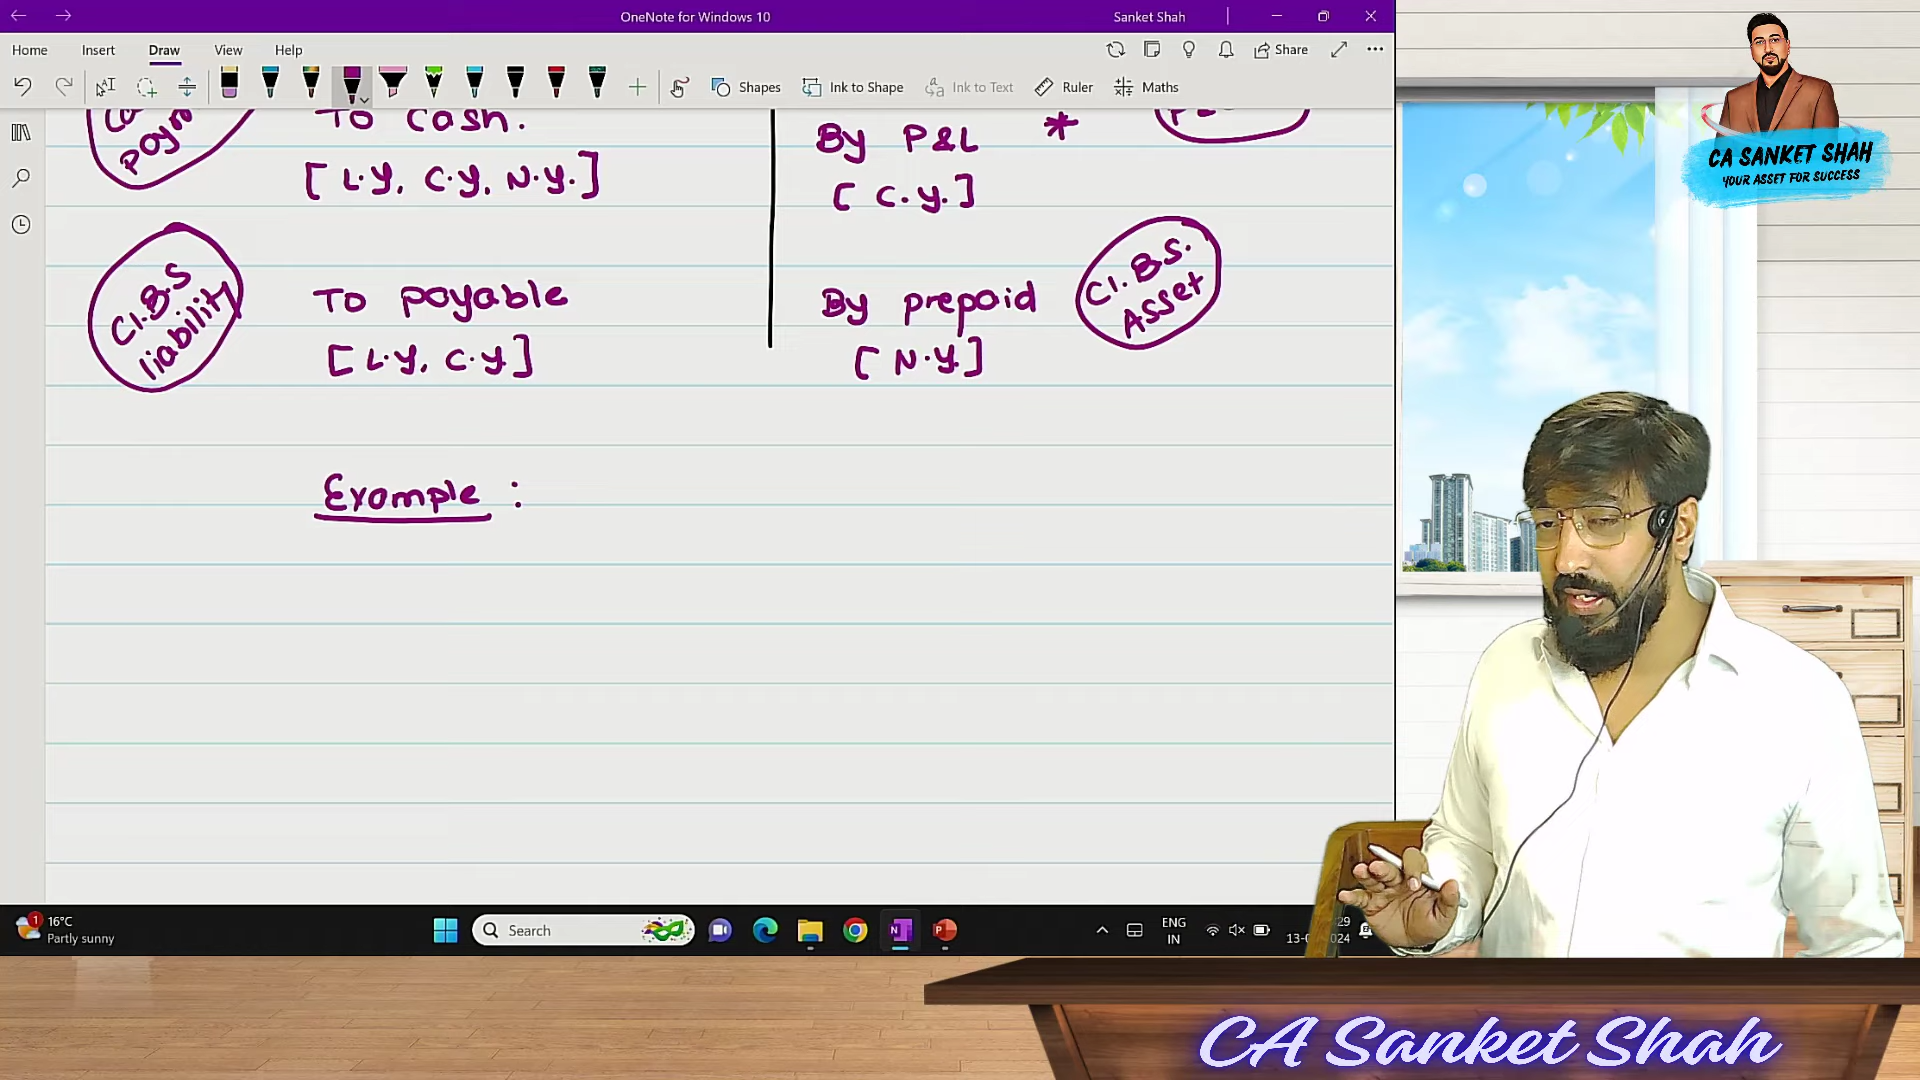 OneNote for Windows 10
Sanket Shah
Home Insert Draw View Help
Share
Shapes
Ink to Shape
Ink to Text
Ruler
Maths
To Cash.
[L.Y, C.Y, N.Y.]
By P&L *
[C.Y.]
Cl.B.S
liability
To payable
[L.Y, C.Y]
By prepaid
[N.Y]
Cl.B.S.
Asset
Example :
CA SANKET SHAH
YOUR ASSET FOR SUCCESS
1
16°C
Partly sunny
Search
ENG
IN
CA Sanket Shah